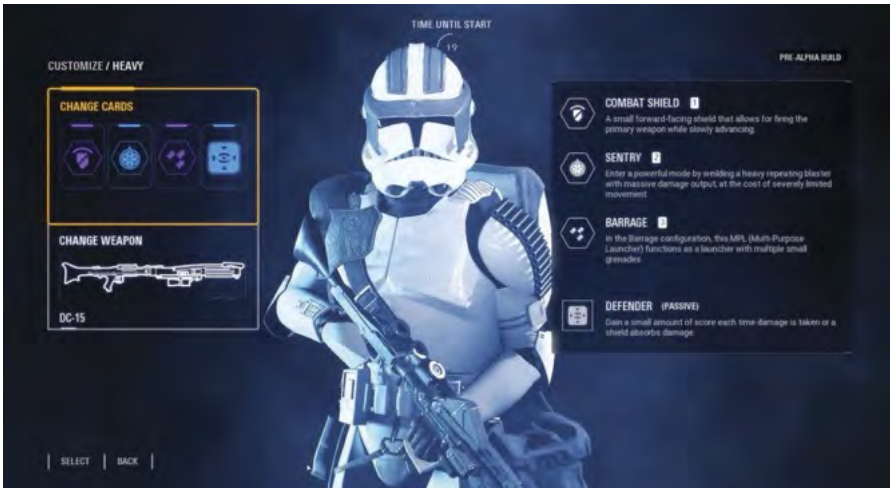 TIME UNTIL START
19
CUSTOMIZE / HEAVY
PRE-ALPHA BUILD
CHANGE CARDS
CHANGE WEAPON
DC-15
COMBAT SHIELD 1
A small forward-facing shield that allows for firing the
primary weapon while slowly advancing.
SENTRY 2
Enter a powerful mode by weilding a heavy repeating blaster
with massive damage output, at the cost of severely limited
movement
BARRAGE 3
In the Barrage configuration, this MPL (Multi-Purpose
Launcher) functions as a launcher with multiple small
grenades
DEFENDER (PASSIVE)
Gain a small amount of score each time damage is taken or a
shield absorbs damage.
SELECT
BACK